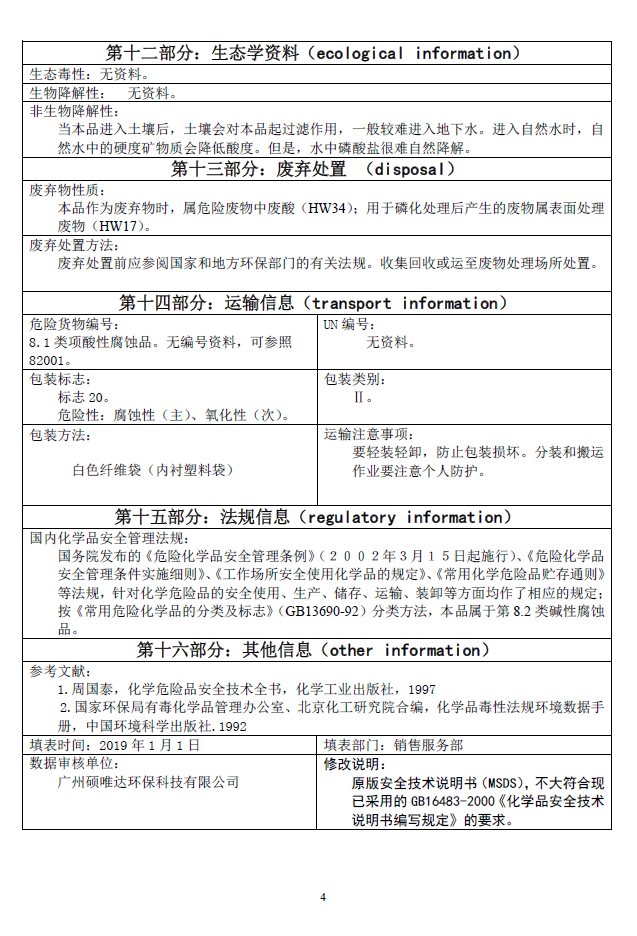 第十二部分：生态学资料（ecological information）
生态毒性：无资料。
生物降解性：  无资料。
非生物降解性：
当本品进入土壤后，土壤会对本品起过滤作用，一般较难进入地下水。进入自然水时，自
然水中的硬度矿物质会降低酸度。但是，水中磷酸盐很难自然降解。
第十三部分：废弃处置 （disposal）
废弃物性质：
本品作为废弃物时，属危险废物中废酸（HW34）；用于磷化处理后产生的废物属表面处理
废物（HW17）。
废弃处置方法：
废弃处置前应参阅国家和地方环保部门的有关法规。收集回收或运至废物处理场所处置。
第十四部分：运输信息（transport information）
危险货物编号：
8.1 类项酸性腐蚀品。无编号资料，可参照
82001。
UN 编号：
无资料。
包装标志：
标志 20。
危险性：腐蚀性（主）、氧化性（次）。
包装类别：
Ⅱ。
包装方法：
白色纤维袋（内衬塑料袋）
运输注意事项：
要轻装轻卸，防止包装损坏。分装和搬运
作业要注意个人防护。
第十五部分：法规信息（regulatory information）
国内化学品安全管理法规：
国务院发布的《危险化学品安全管理条例》（２００２年３月１５日起施行）、《危险化学品
安全管理条件实施细则》、《工作场所安全使用化学品的规定》、《常用化学危险品贮存通则》
等法规，针对化学危险品的安全使用、生产、储存、运输、装卸等方面均作了相应的规定；
按《常用危险化学品的分类及标志》（GB13690-92）分类方法，本品属于第 8.2 类碱性腐蚀
品。
第十六部分：其他信息（other information）
参考文献：
1.周国泰，化学危险品安全技术全书，化学工业出版社，1997
2.国家环保局有毒化学品管理办公室、北京化工研究院合编，化学品毒性法规环境数据手
册，中国环境科学出版社.1992
填表时间：2019 年 1 月 1 日
填表部门：销售服务部
数据审核单位：
广州硕唯达环保科技有限公司
修改说明：
原版安全技术说明书（MSDS），不大符合现
已采用的 GB16483-2000《化学品安全技术
说明书编写规定》的要求。
4